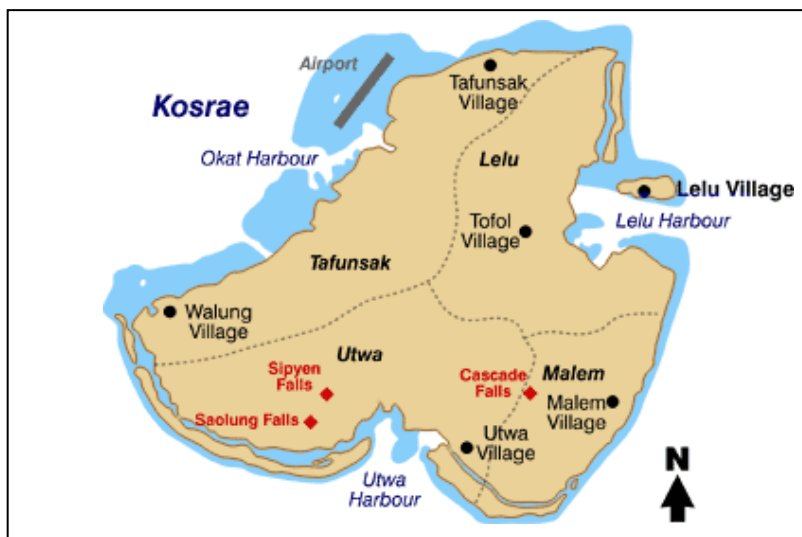 Airport
Tafunsak
Village
Kosrae
Okat Harbour
Lelu
Lelu Village
Lelu Harbour
Tofol
Village
Tafunsak
Walung
Village
Utwa
Sipyen
Falls
Cascade
Falls
Malem
Malem
Village
Saolung Falls
Utwa
Village
Utwa
Harbour
N